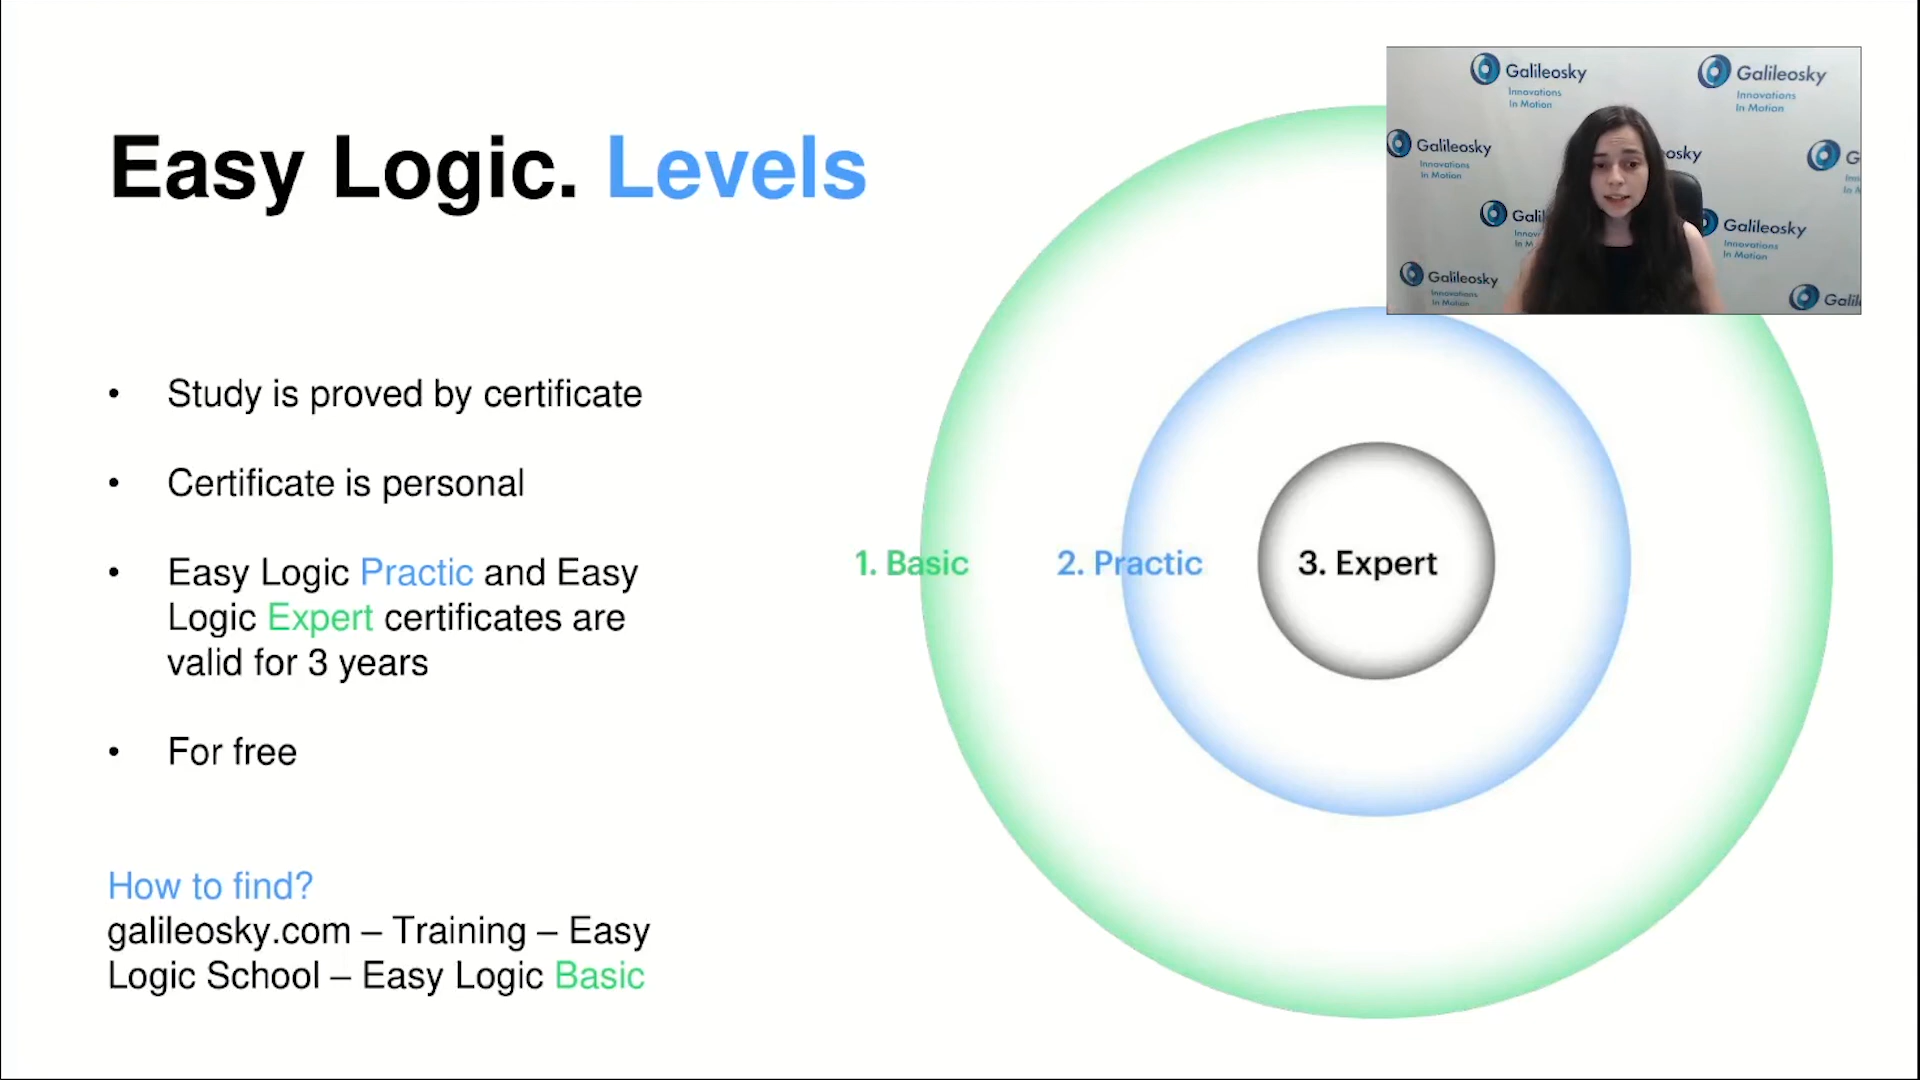 Easy Logic. Levels
• Study is proved by certificate
• Certificate is personal
• Easy Logic Practic and Easy
Logic Expert certificates are
valid for 3 years
• For free
How to find?
galileosky.com – Training – Easy
Logic School – Easy Logic Basic
1. Basic
2. Practic
3. Expert
Galileosky
Innovations
In Motion
Galileosky
Innovations
In Motion
Galileosky
Innovations
In Motion
Galileosky
Innovations
In Motion
Galileosky
Innovations
In Motion